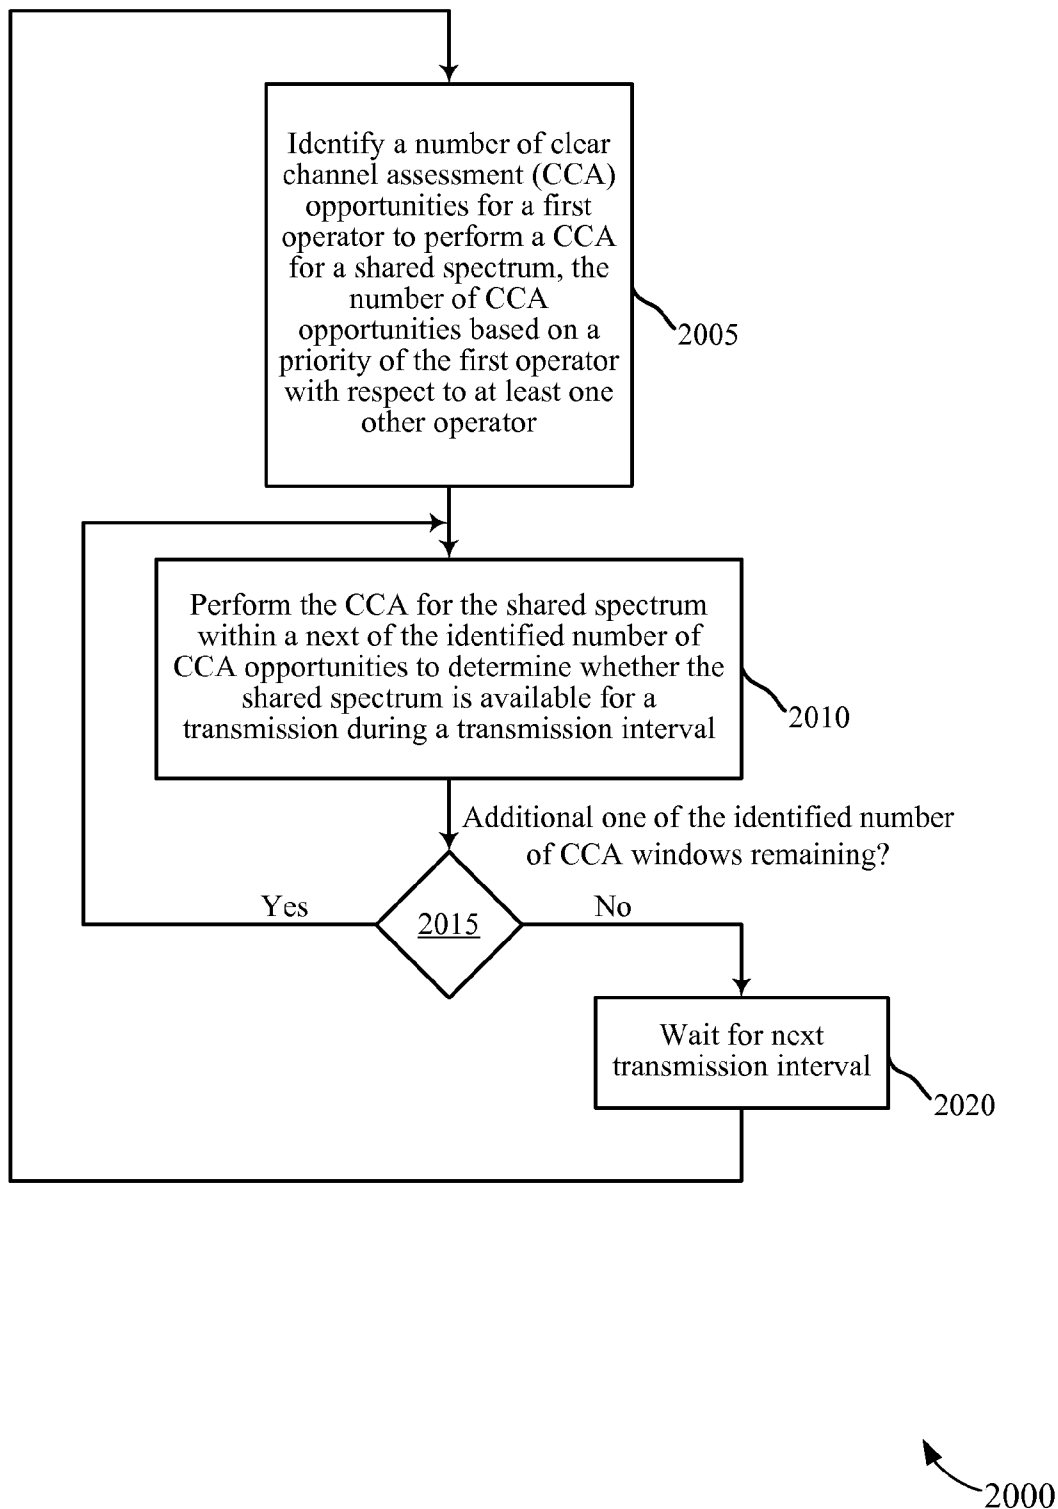 Identify a number of clear
channel assessment (CCA)
opportunities for a first
operator to perform a CCA
for a shared spectrum, the
number of CCA
opportunities based on a
priority of the first operator
with respect to at least one
other operator
2005
Perform the CCA for the shared spectrum
within a next of the identified number of
CCA opportunities to determine whether the
shared spectrum is available for a
transmission during a transmission interval
2010
Additional one of the identified number
of CCA windows remaining?
Yes
2015
No
Wait for next
transmission interval
2020
2000